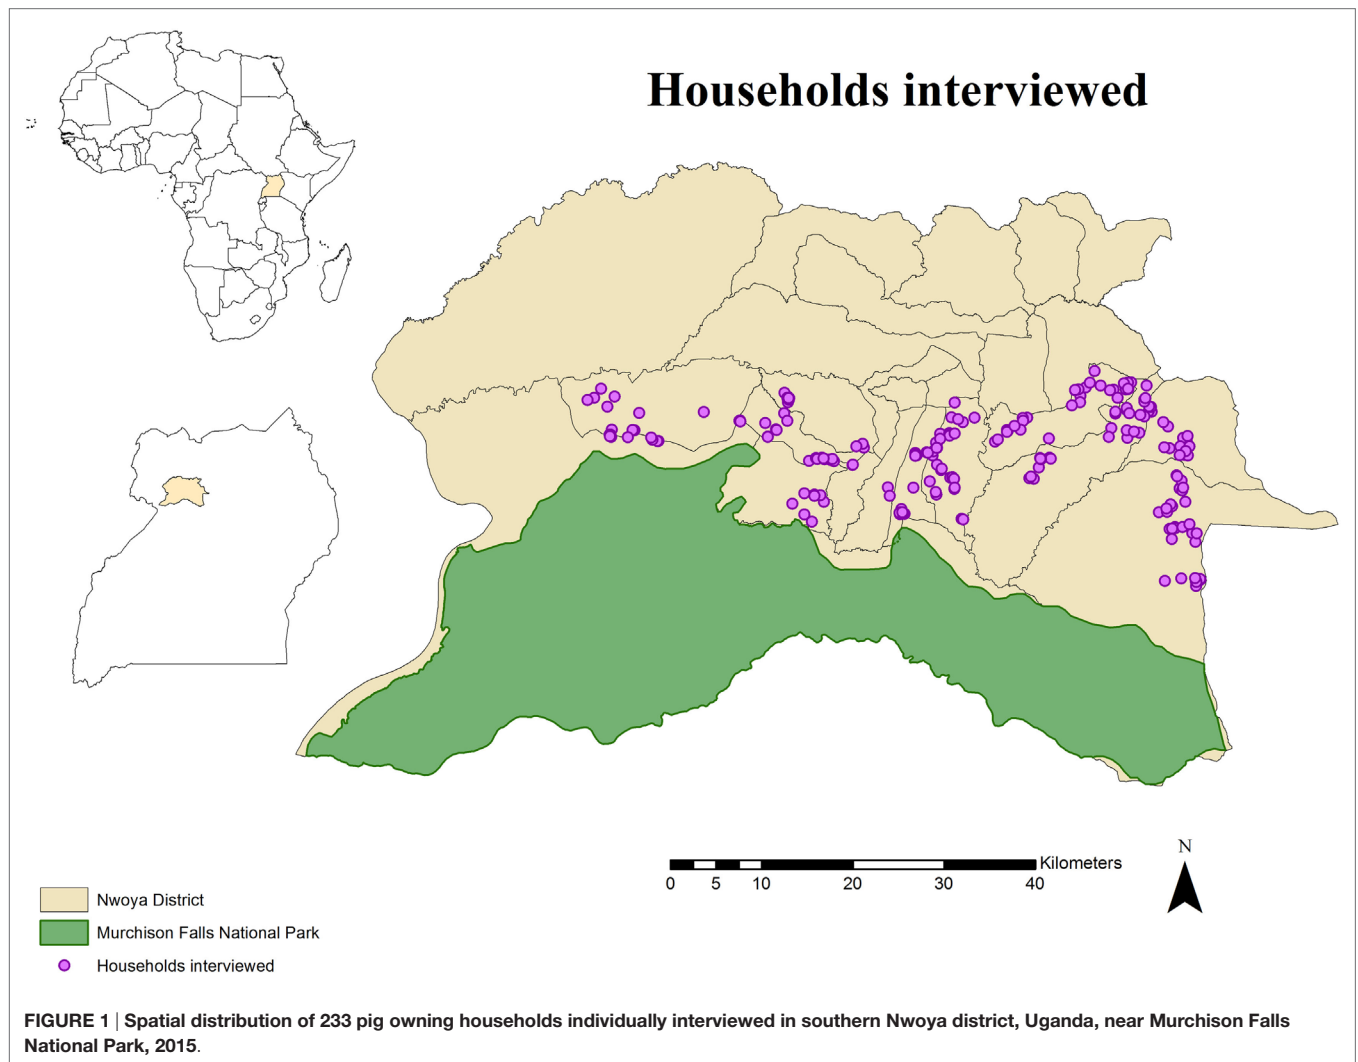 Households interviewed
N
Kilometers
0 5 10 20 30 40
Nwoya District
Murchison Falls National Park
Households interviewed
FIGURE 1 | Spatial distribution of 233 pig owning households individually interviewed in southern Nwoya district, Uganda, near Murchison Falls
National Park, 2015.